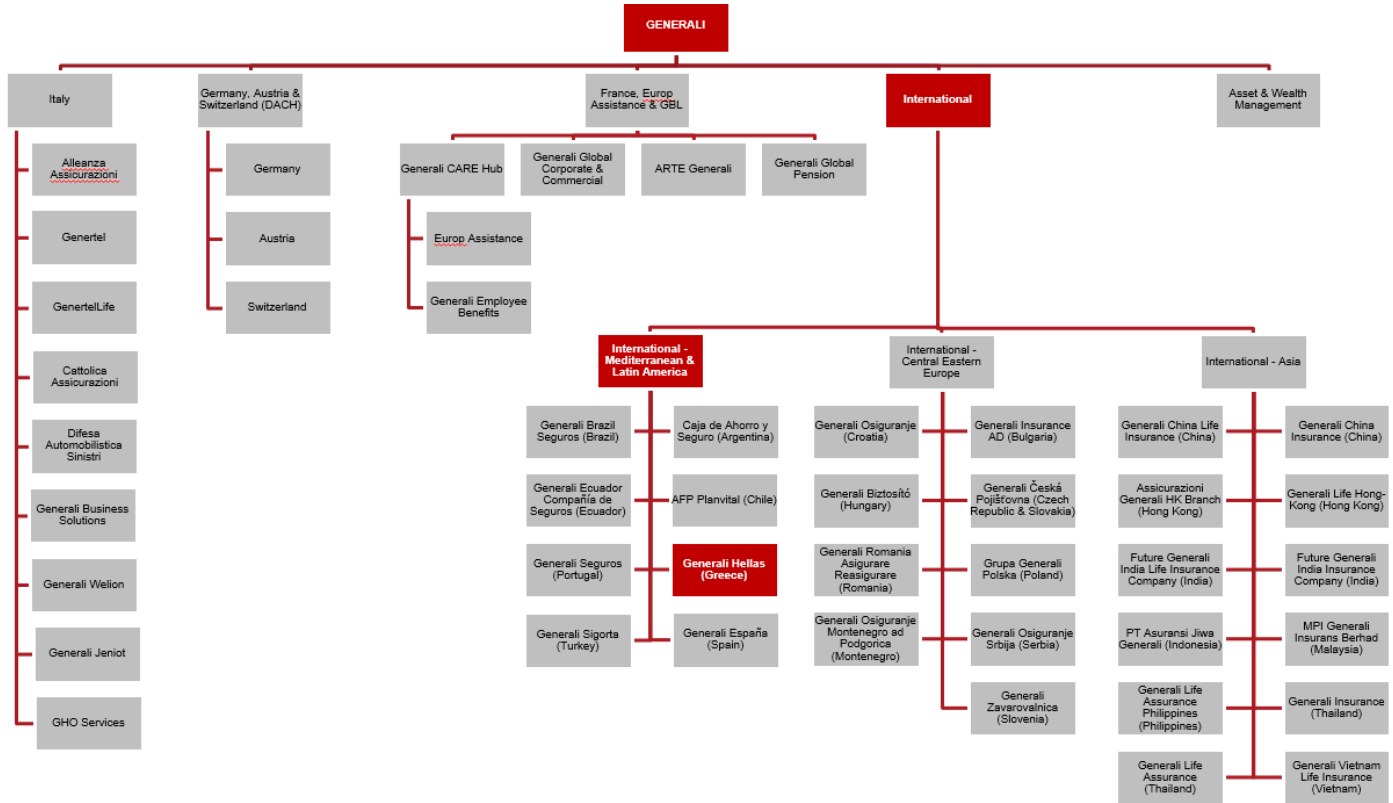 GENERALI
Italy
Germany, Austria &
Switzerland (DACH)
France, Europ
Assistance & GBL
International
Asset & Wealth
Management
Alleanza
Assicurazioni
Genertel
GenertelLife
Cattolica
Assicurazioni
Difesa
Automobilistica
Sinistri
Generali Business
Solutions
Generali Welion
Generali Jeniot
GHO Services
Germany
Austria
Switzerland
Generali CARE Hub
Generali Global
Corporate &
Commercial
ARTE Generali
Generali Global
Pension
Europ Assistance
Generali Employee
Benefits
International -
Mediterranean &
Latin America
International -
Central Eastern
Europe
International - Asia
Generali Brazil
Seguros (Brazil)
Caja de Ahorro y
Seguro (Argentina)
Generali Ecuador
Compañía de
Seguros (Ecuador)
AFP Planvital (Chile)
Generali Seguros
(Portugal)
Generali Hellas
(Greece)
Generali Sigorta
(Turkey)
Generali España
(Spain)
Generali Osiguranje
(Croatia)
Generali Insurance
AD (Bulgaria)
Generali Biztosító
(Hungary)
Generali Česká
Pojišťovna (Czech
Republic & Slovakia)
Generali Romania
Asigurare
Reasigurare
(Romania)
Grupa Generali
Polska (Poland)
Generali Osiguranje
Montenegro ad
Podgorica
(Montenegro)
Generali Osiguranje
Srbija (Serbia)
Generali
Zavarovalnica
(Slovenia)
Generali China Life
Insurance (China)
Generali China
Insurance (China)
Assicurazioni
Generali HK Branch
(Hong Kong)
Generali Life Hong-
Kong (Hong Kong)
Future Generali
India Life Insurance
Company (India)
Future Generali
India Insurance
Company (India)
PT Asuransi Jiwa
Generali (Indonesia)
MPI Generali
Insurans Berhad
(Malaysia)
Generali Life
Assurance
Philippines
(Philippines)
Generali Insurance
(Thailand)
Generali Life
Assurance
(Thailand)
Generali Vietnam
Life Insurance
(Vietnam)